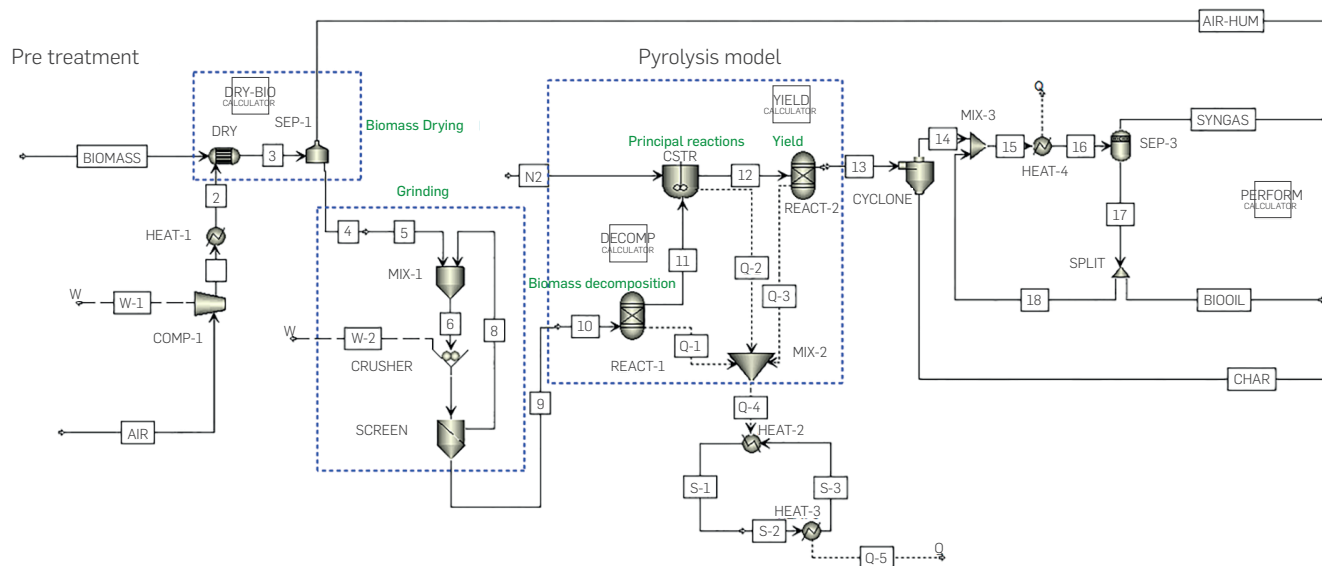 AIR-HUM
Pre treatment
Pyrolysis model
DRY-BIO
CALCULATOR
SEP-1
DRY
Biomass Drying
BIOMASS
3
2
HEAT-1
W
W-1
COMP-1
AIR
Grinding
4
5
MIX-1
6
8
W
W-2
CRUSHER
SCREEN
9
YIELD
CALCULATOR
Principal reactions
Yield
CSTR
N2
12
REACT-2
DECOMP
CALCULATOR
11
Q-2
Q-3
Biomass decomposition
10
Q-1
REACT-1
MIX-2
Q-4
HEAT-2
S-1
S-3
HEAT-3
S-2
Q-5
Q
13
CYCLONE
14
MIX-3
Q
15
HEAT-4
16
SEP-3
SYNGAS
PERFORM
CALCULATOR
17
SPLIT
18
BIOOIL
CHAR